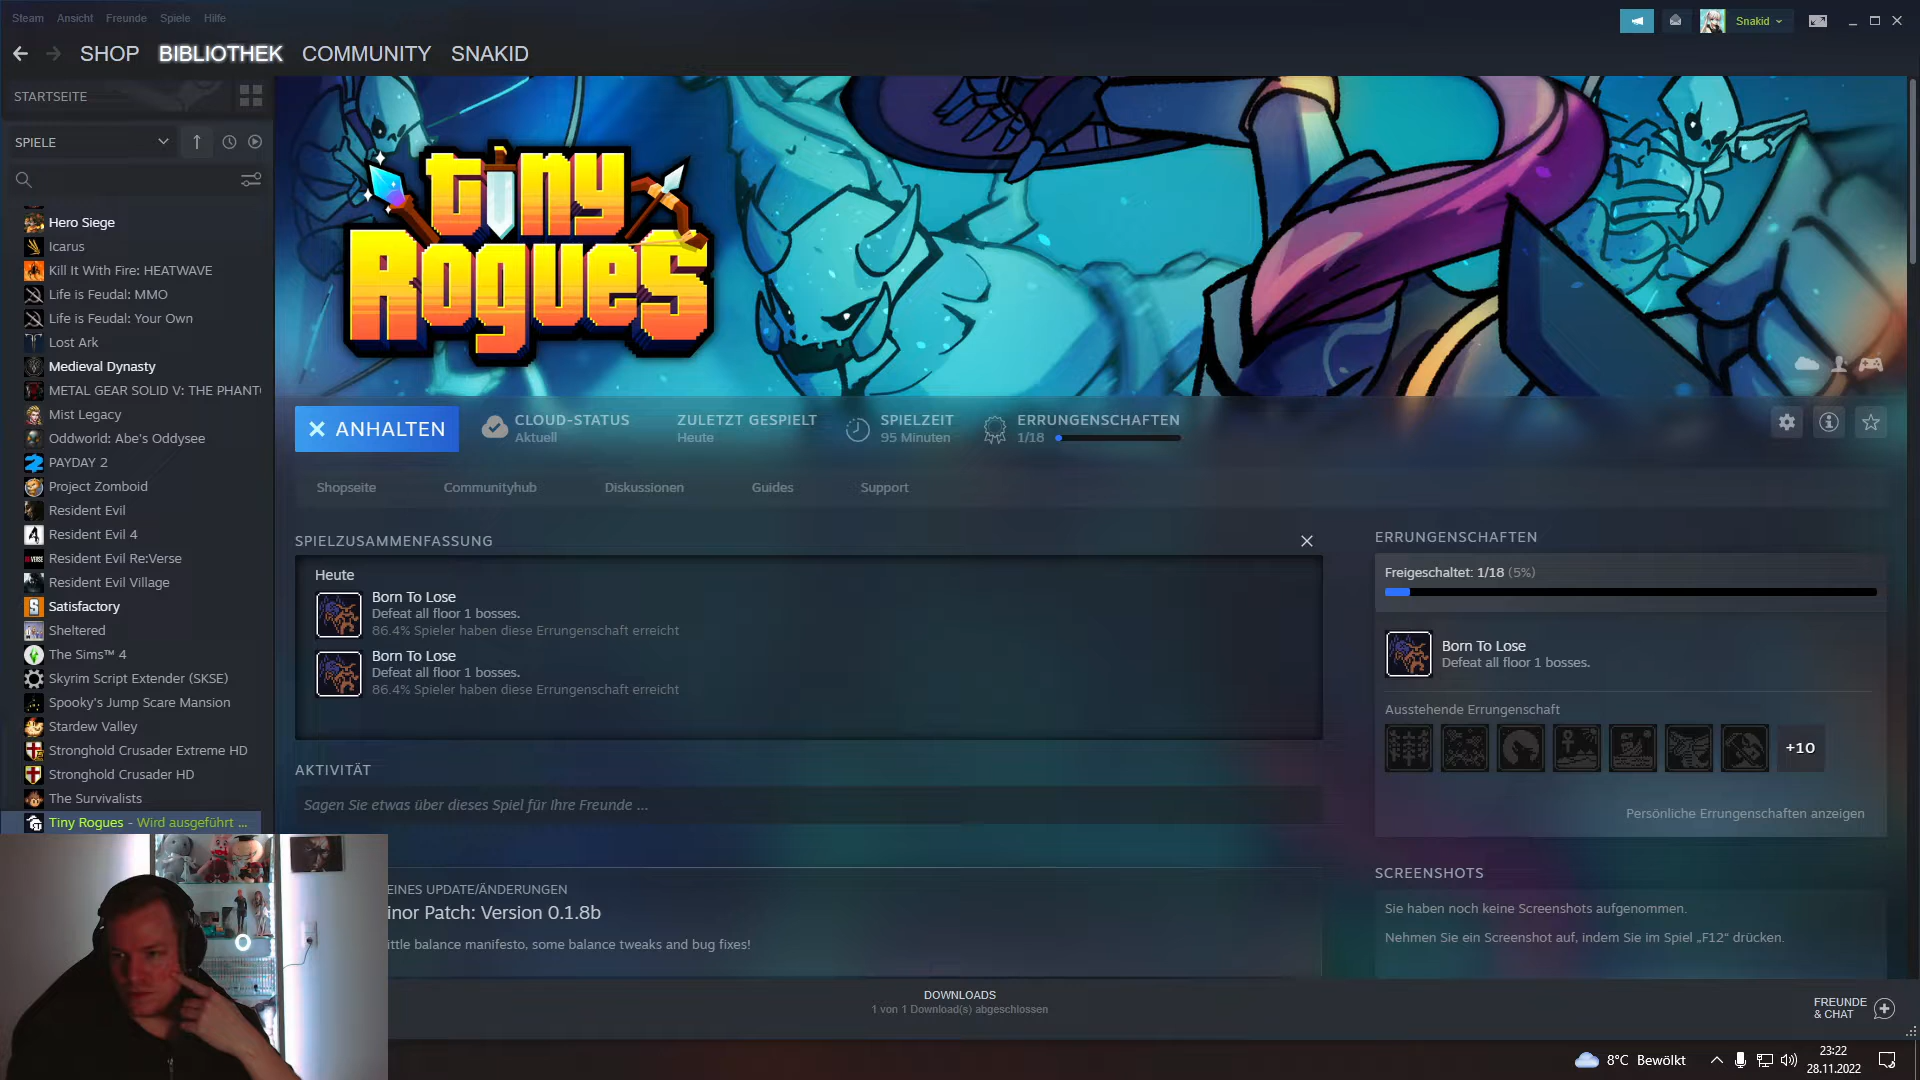 Steam Ansicht Freunde Spiele Hilfe
Snakid
SHOP BIBLIOTHEK COMMUNITY SNAKID
STARTSEITE
SPIELE
Hero Siege
Icarus
Kill It With Fire: HEATWAVE
Life is Feudal: MMO
Life is Feudal: Your Own
Lost Ark
Medieval Dynasty
METAL GEAR SOLID V: THE PHANT
Mist Legacy
Oddworld: Abe's Oddysee
PAYDAY 2
Project Zomboid
Resident Evil
Resident Evil 4
Resident Evil Re:Verse
Resident Evil Village
Satisfactory
Sheltered
The Sims™ 4
Skyrim Script Extender (SKSE)
Spooky's Jump Scare Mansion
Stardew Valley
Stronghold Crusader Extreme HD
Stronghold Crusader HD
The Survivalists
Tiny Rogues - Wird ausgeführt ...
tiny
Rogues
ANHALTEN
CLOUD-STATUS
Aktuell
ZULETZT GESPIELT
Heute
SPIELZEIT
95 Minuten
ERRUNGENSCHAFTEN
1/18
Shopseite Communityhub Diskussionen Guides Support
SPIELZUSAMMENFASSUNG
Heute
Born To Lose
Defeat all floor 1 bosses.
86.4% Spieler haben diese Errungenschaft erreicht
Born To Lose
Defeat all floor 1 bosses.
86.4% Spieler haben diese Errungenschaft erreicht
AKTIVITÄT
Sagen Sie etwas über dieses Spiel für Ihre Freunde ...
EINES UPDATE/ÄNDERUNGEN
inor Patch: Version 0.1.8b
ittle balance manifesto, some balance tweaks and bug fixes!
ERRUNGENSCHAFTEN
Freigeschaltet: 1/18 (5%)
Born To Lose
Defeat all floor 1 bosses.
Ausstehende Errungenschaft
+10
Persönliche Errungenschaften anzeigen
SCREENSHOTS
Sie haben noch keine Screenshots aufgenommen.
Nehmen Sie ein Screenshot auf, indem Sie im Spiel „F12“ drücken.
DOWNLOADS
1 von 1 Download(s) abgeschlossen
FREUNDE
& CHAT
8°C Bewölkt
23:22
28.11.2022